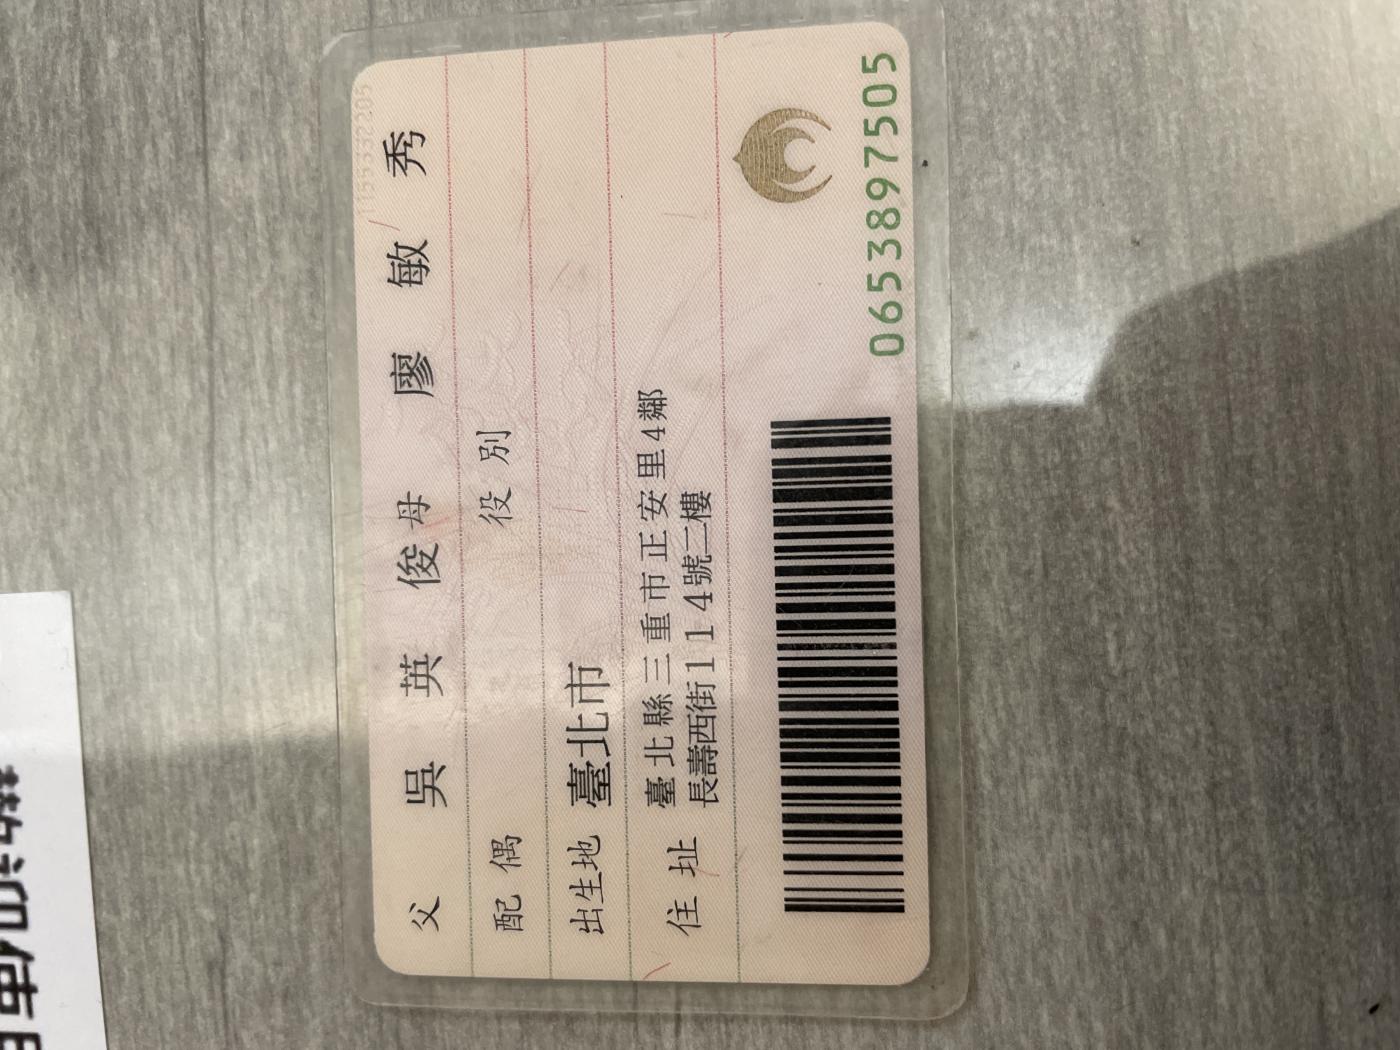 父 吳英俊 母 廖敏秀
配偶 役別
出生地 臺北市
住址 臺北縣三重市正安里4鄰
長壽西街114號二樓
0653897505